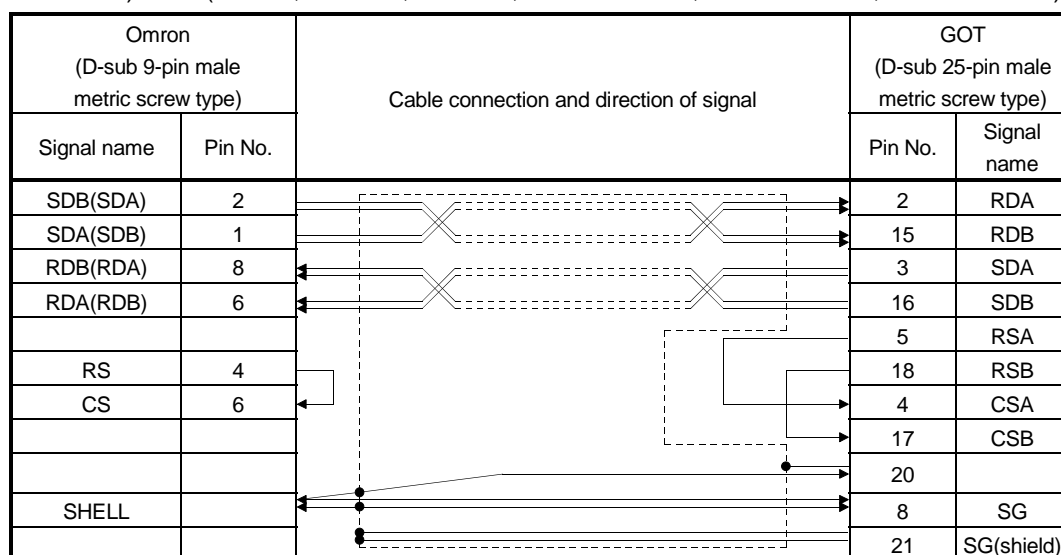 Omron
(D-sub 9-pin male
metric screw type)
Cable connection and direction of signal
GOT
(D-sub 25-pin male
metric screw type)
Signal name Pin No. Pin No. Signal
name
SDB(SDA) 2 2 RDA
SDA(SDB) 1 15 RDB
RDB(RDA) 8 3 SDA
RDA(RDB) 6 16 SDB
5 RSA
RS 4 18 RSB
CS 6 4 CSA
17 CSB
20
SHELL 8 SG
21 SG(shield)